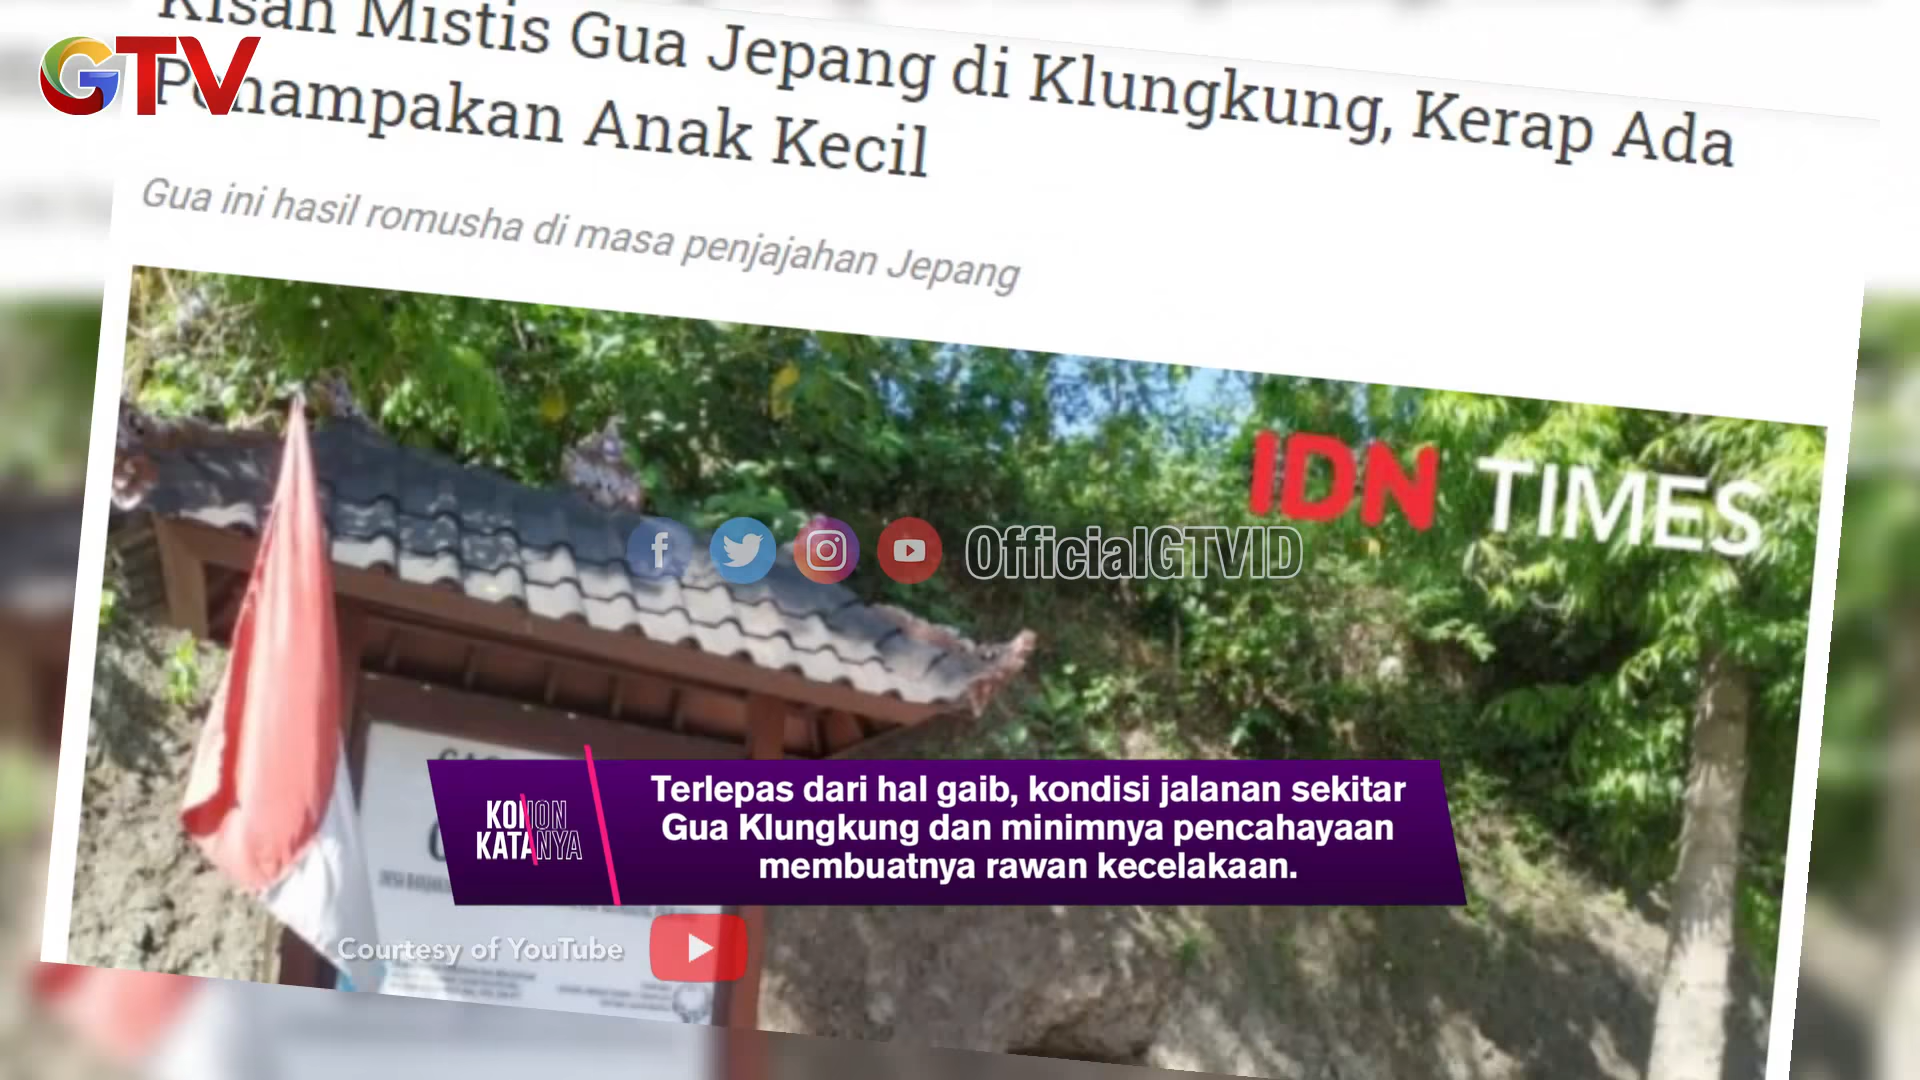 Kisah Mistis Gua Jepang di Klungkung, Kerap Ada
GTV
Penampakan Anak Kecil
Gua ini hasil romusha di masa penjajahan Jepang
IDN TIMES
OfficialGTVID
KONON
KATANYA
Terlepas dari hal gaib, kondisi jalanan sekitar
Gua Klungkung dan minimnya pencahayaan
membuatnya rawan kecelakaan.
Courtesy of YouTube